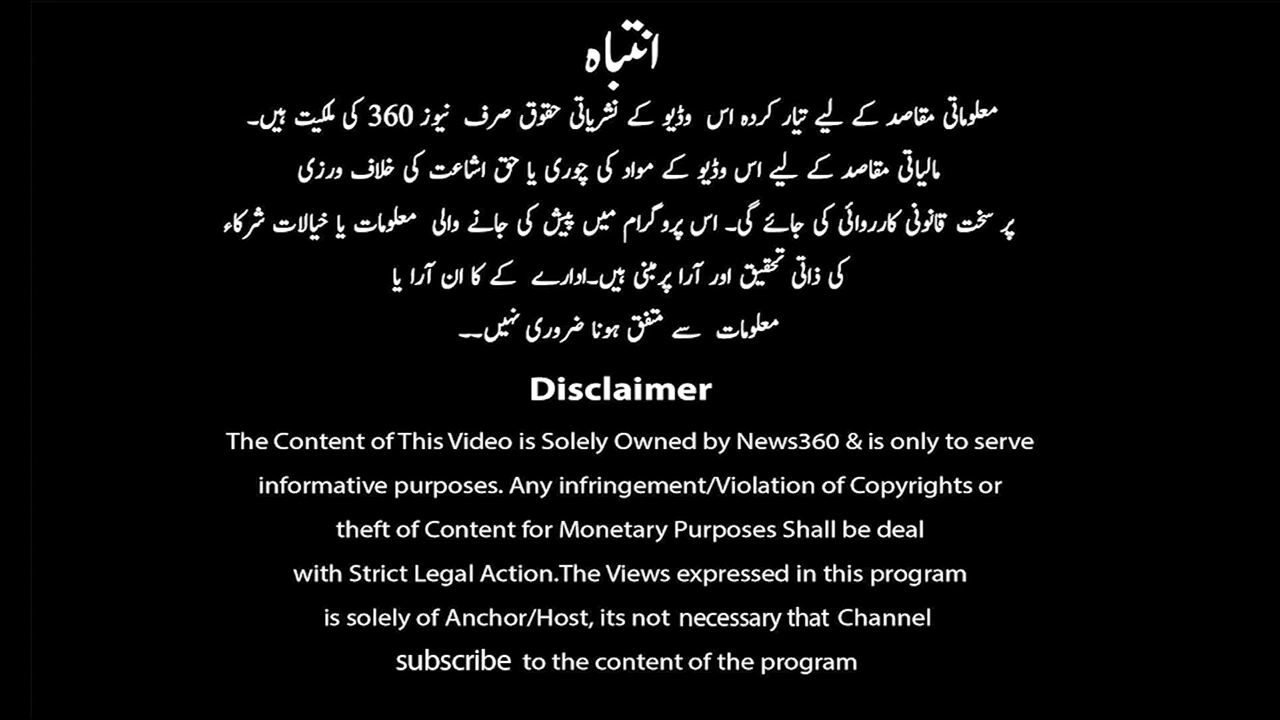 انتباہ
معلوماتی مقاصد کے لیے تیار کردہ اس وڈیو کے نشریاتی حقوق صرف نیوز 360 کی ملکیت ہیں۔
مالیاتی مقاصد کے لیے اس وڈیو کے مواد کی چوری یا حق اشاعت کی خلاف ورزی
پر سخت قانونی کارروائی کی جائے گی۔ اس پروگرام میں پیش کی جانے والی معلومات یا خیالات شرکاء
کی ذاتی تحقیق اور آرا پر مبنی ہیں۔ادارے کے کا ان آرا یا
معلومات سے متفق ہونا ضروری نہیں۔۔
Disclaimer
The Content of This Video is Solely Owned by News360 & is only to serve
informative purposes. Any infringement/Violation of Copyrights or
theft of Content for Monetary Purposes Shall be deal
with Strict Legal Action.The Views expressed in this program
is solely of Anchor/Host, its not necessary that Channel
subscribe to the content of the program